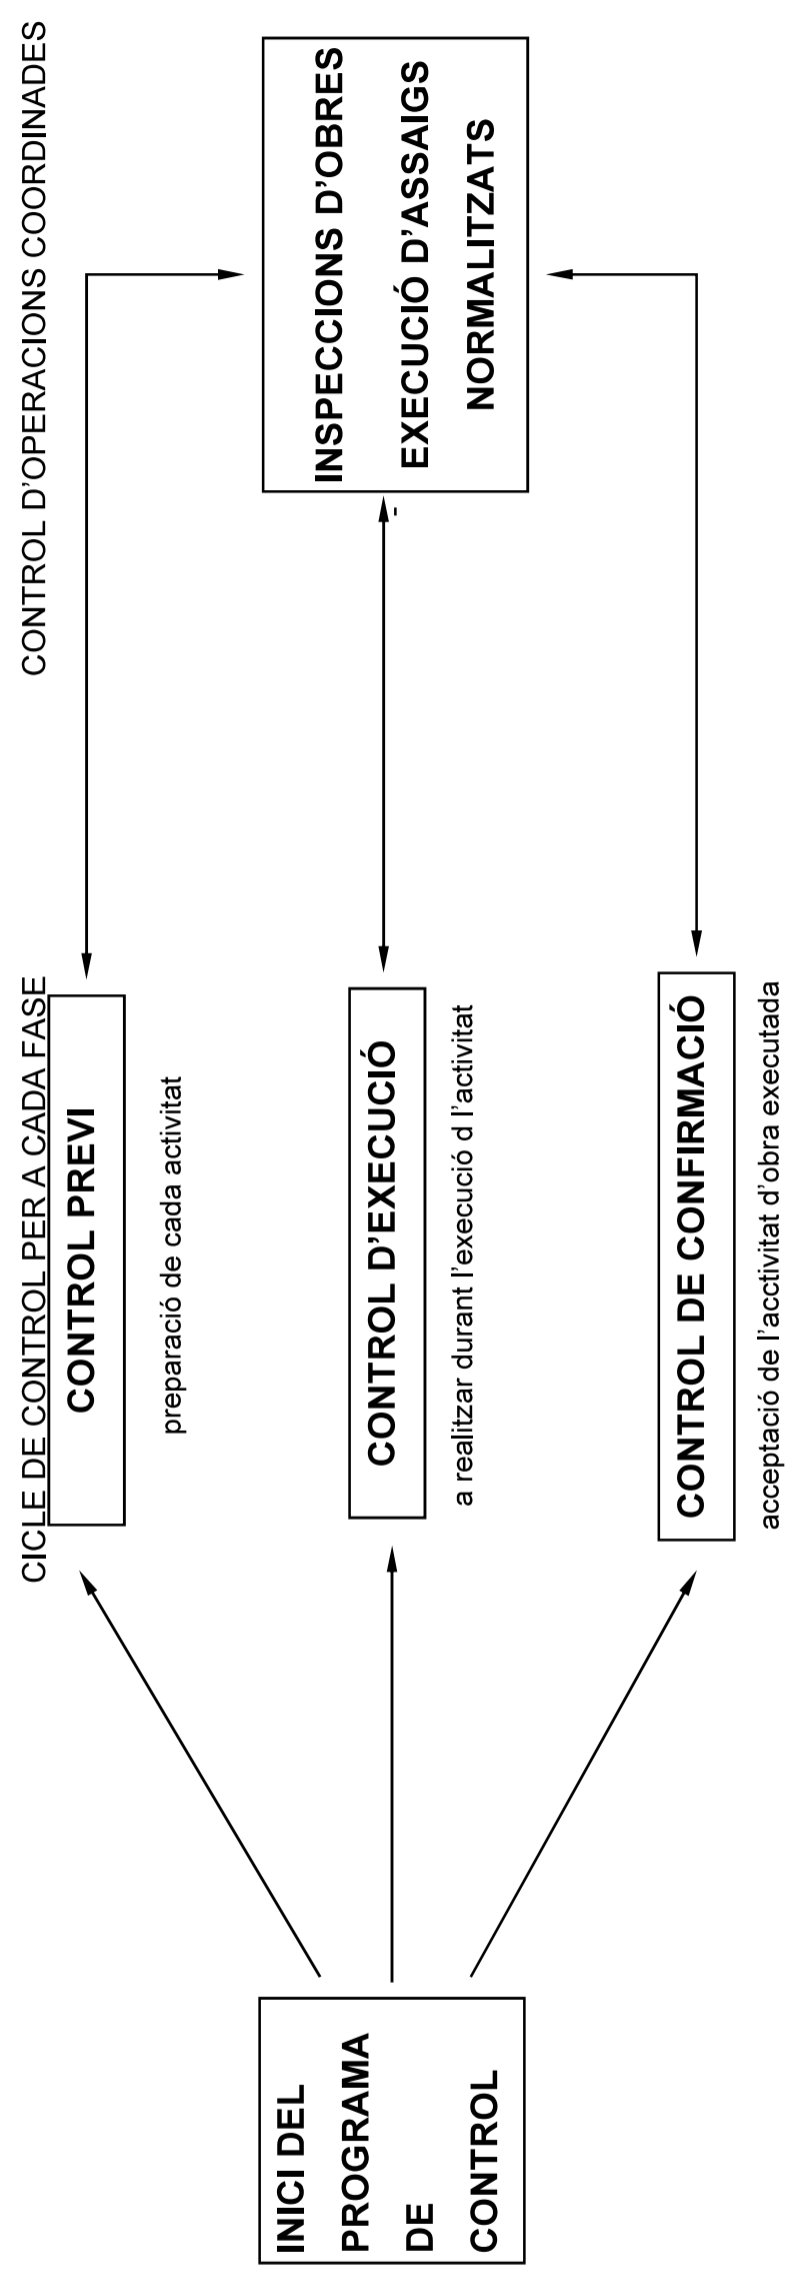 CICLE DE CONTROL PER A CADA FASE
CONTROL D'OPERACIONS COORDINADES
INICI DEL
PROGRAMA
DE
CONTROL
CONTROL PREVI
preparació de cada activitat
CONTROL D'EXECUCIÓ
a realitzar durant l'execució d l'activitat
CONTROL DE CONFIRMACIÓ
acceptació de l'acctivitat d'obra executada
INSPECCIONS D'OBRES
EXECUCIÓ D'ASSAIGS
NORMALITZATS
-